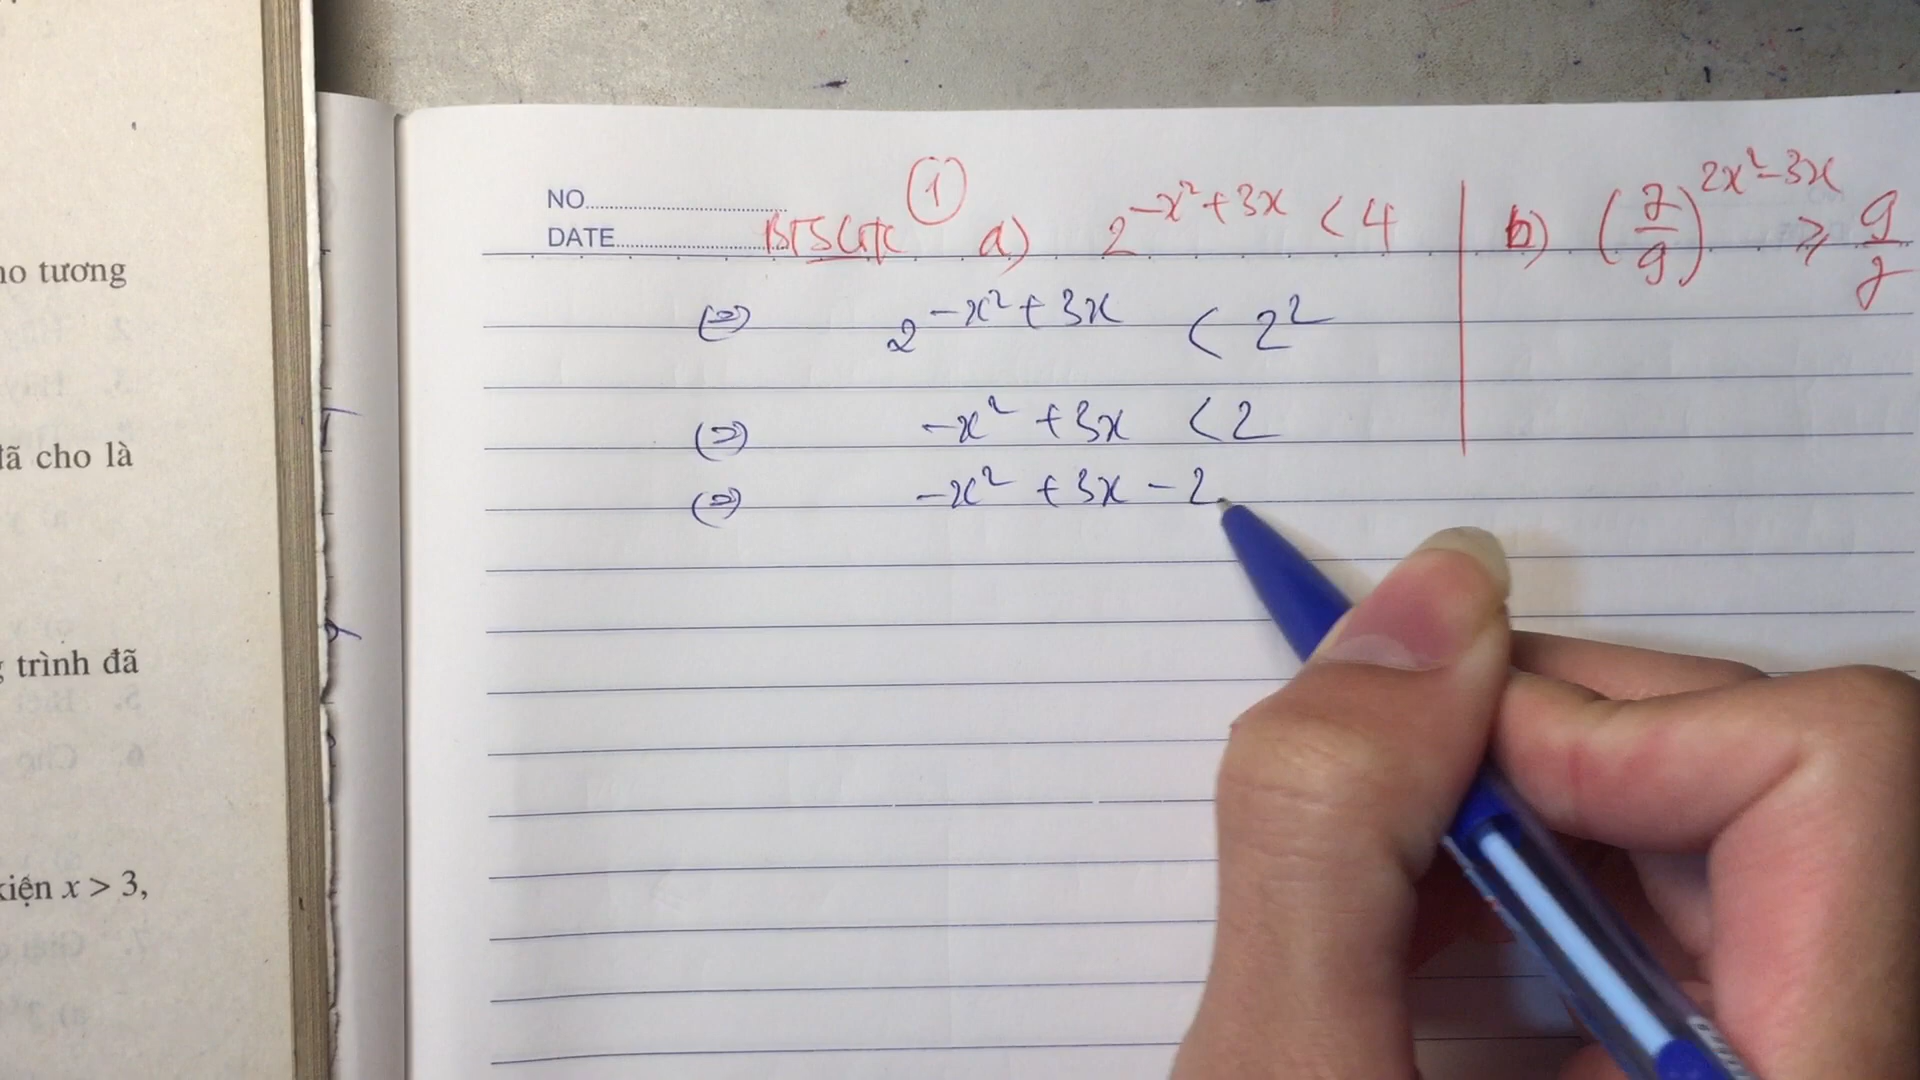 no tương
đã cho là
trình đã
kiện x > 3,
NO
DATE
① a) 2^{-x²+3x} < 4
b) (7/9)^{2x²-3x} ≥ 9/7
(=) 2^{-x²+3x} < 2²
(=) -x² + 3x < 2
(=) -x² + 3x - 2